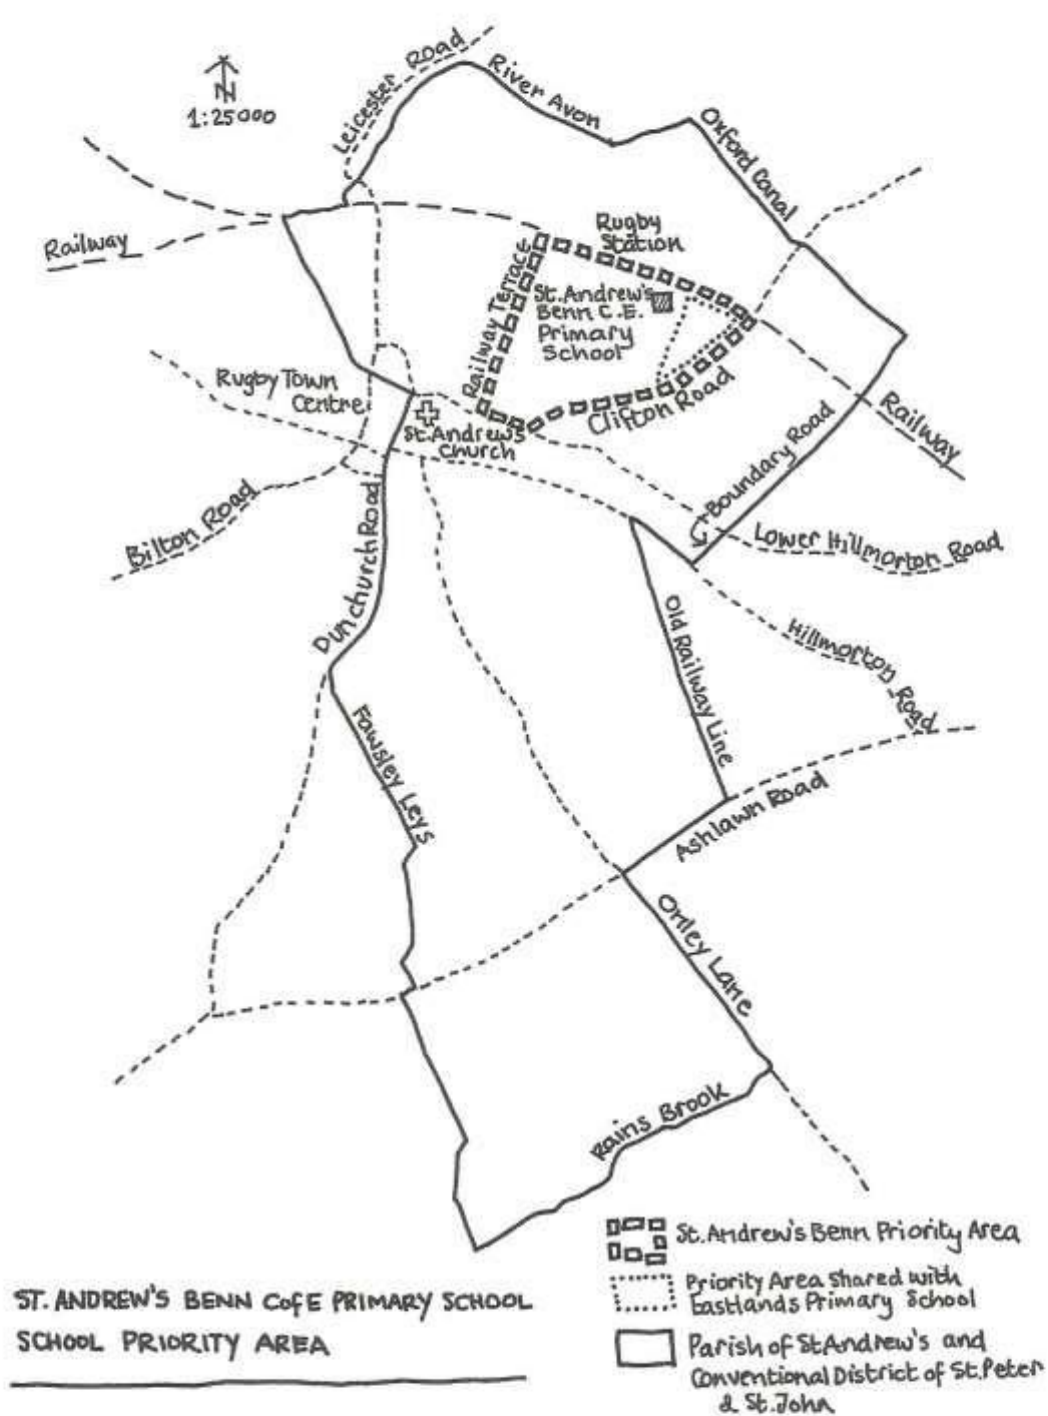 N
1:25000
Leicester Road
River Avon
Oxford Canal
Railway
Rugby
Station
Railway Terrace
St.Andrew's
Benn C.E.
Primary
School
Rugby Town
Centre
St.Andrew's
Church
Clifton Road
Railway
Boundary Road
Bilton Road
Dunchurch Road
Lower Hillmorton Road
Old Railway Line
Hillmorton Road
Fawsley Leys
Ashlawn Road
Onley Lane
Rains Brook
St.Andrew's Benn Priority Area
Priority Area Shared with
Eastlands Primary School
Parish of St Andrew's and
Conventional District of St.Peter
& St.John
ST. ANDREW'S BENN CofE PRIMARY SCHOOL
SCHOOL PRIORITY AREA